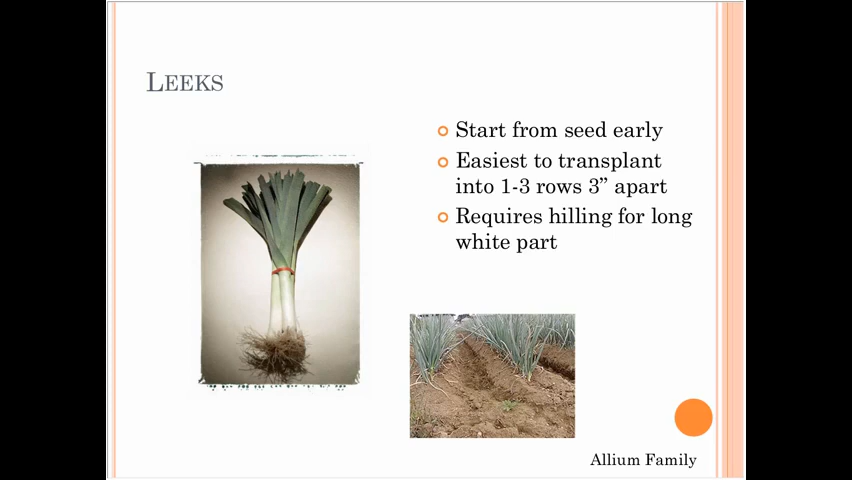 LEEKS
Start from seed early
Easiest to transplant
into 1-3 rows 3” apart
Requires hilling for long
white part
Allium Family